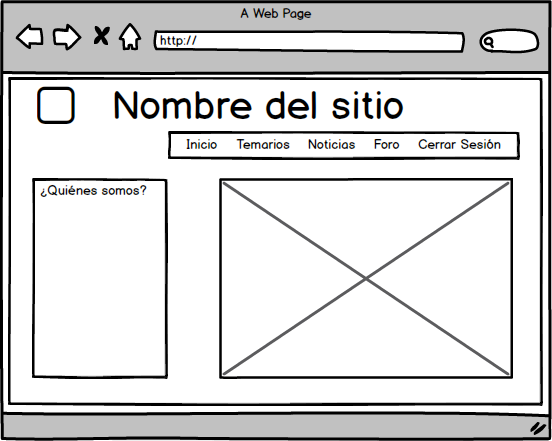 A Web Page
http://
Nombre del sitio
Inicio Temarios Noticias Foro Cerrar Sesión
¿Quiénes somos?